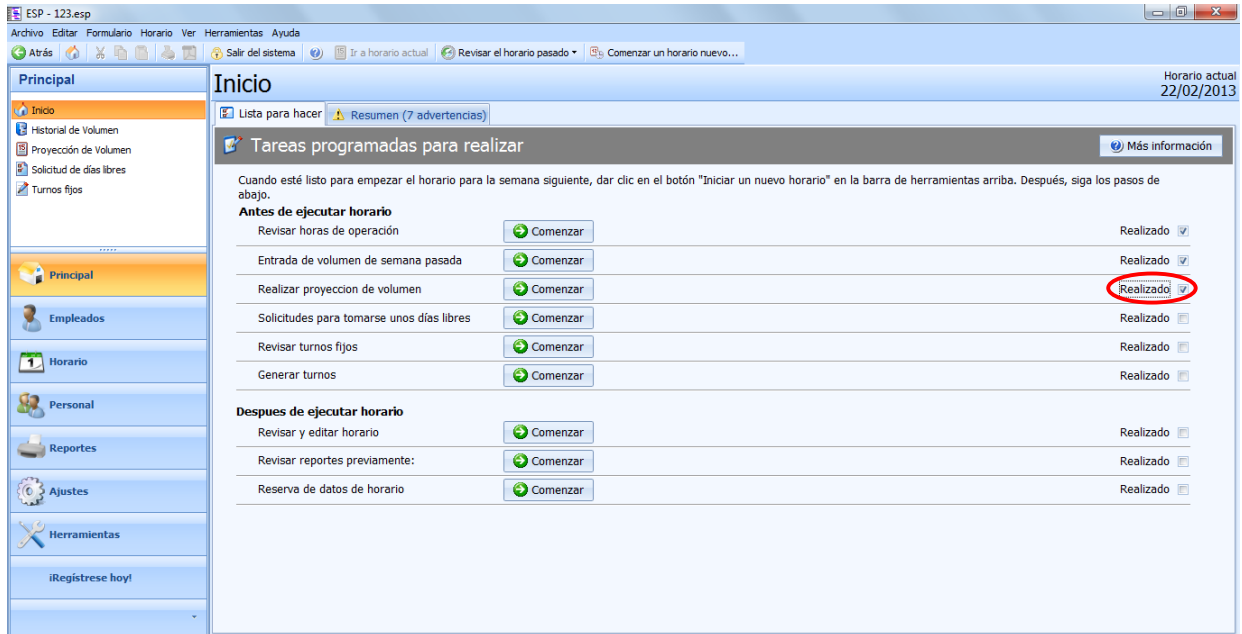 ESP - 123.esp
Archivo Editar Formulario Horario Ver Herramientas Ayuda
Atrás Salir del sistema Ir a horario actual Revisar el horario pasado Comenzar un horario nuevo...
Principal
Inicio
Historial de Volumen
Proyección de Volumen
Solicitud de días libres
Turnos fijos
Principal
Empleados
Horario
Personal
Reportes
Ajustes
Herramientas
¡Regístrese hoy!
Inicio
Horario actual
22/02/2013
Lista para hacer Resumen (7 advertencias)
Tareas programadas para realizar Más información
Cuando esté listo para empezar el horario para la semana siguiente, dar clic en el botón "Iniciar un nuevo horario" en la barra de herramientas arriba. Después, siga los pasos de
abajo.
Antes de ejecutar horario
Revisar horas de operación Comenzar Realizado
Entrada de volumen de semana pasada Comenzar Realizado
Realizar proyeccion de volumen Comenzar Realizado
Solicitudes para tomarse unos días libres Comenzar Realizado
Revisar turnos fijos Comenzar Realizado
Generar turnos Comenzar Realizado
Despues de ejecutar horario
Revisar y editar horario Comenzar Realizado
Revisar reportes previamente: Comenzar Realizado
Reserva de datos de horario Comenzar Realizado